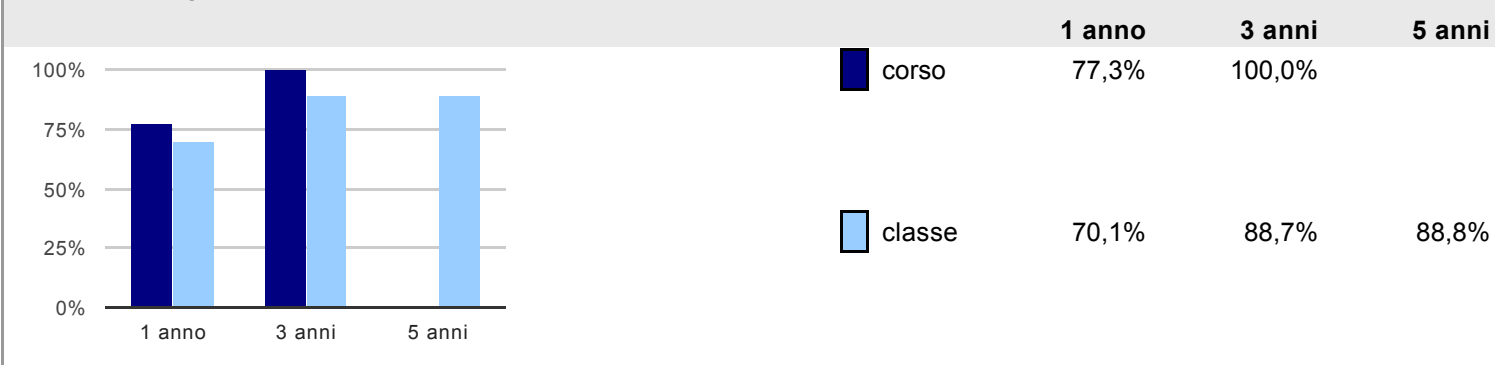 1 anno 3 anni 5 anni
100%
75%
50%
25%
0%
1 anno 3 anni 5 anni
corso 77,3% 100,0%
classe 70,1% 88,7% 88,8%